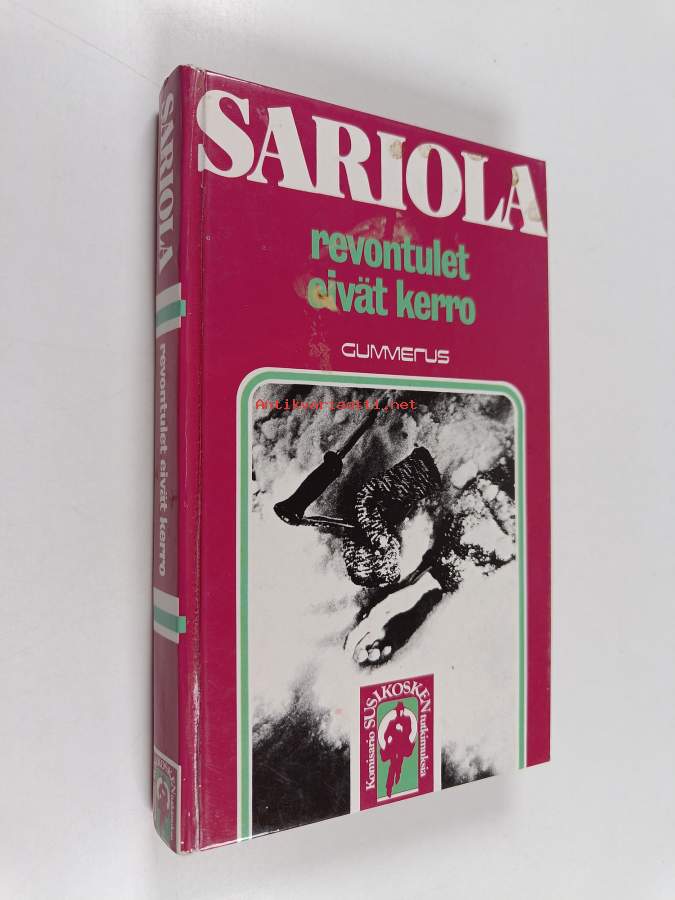 SARIOLA
revontulet
eivät kerro
GUMMERUS
Antikvariaatti.net
Komisario SUSIKOSKEN tutkimuksia
SARIOLA
revontulet eivät kerro